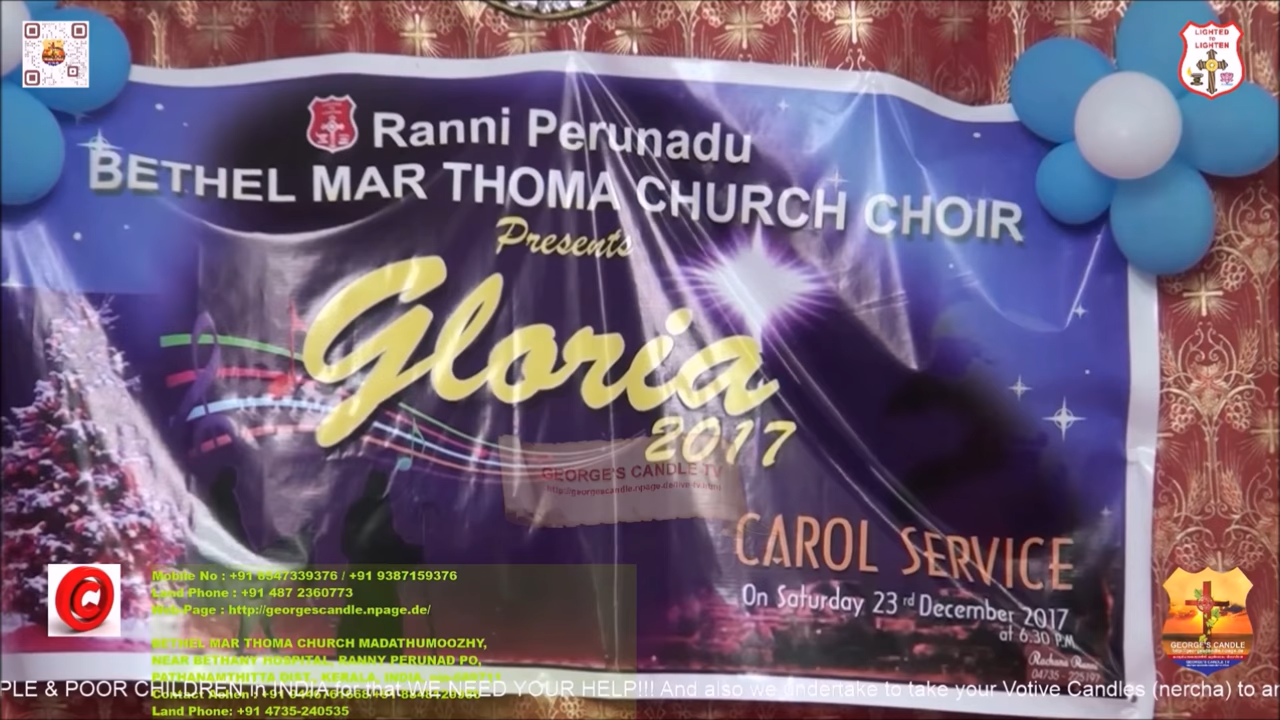 LIGHTED
TO
LIGHTEN
Ranni Perunadu
BETHEL MAR THOMA CHURCH CHOIR
Presents
Gloria
2017
GEORGE'S CANDLE TV
CAROL SERVICE
On Saturday 23rd December 2017
at 6.30 P.M
Mobile No : +91 8547339376 / +91 9387159376
Land Phone : +91 487 2360773
Web Page : http://georgescandle.npage.de/
BETHEL MAR THOMA CHURCH MADATHUMOOZHY,
NEAR BETHANY HOSPITAL, RANNY PERUNAD PO,
PATHANAMTHITTA DIST, KERALA, INDIA
Land Phone: +91 4735-240535
GEORGE'S CANDLE
PLE & POOR CHILDREN in INDIA for that WE NEED YOUR HELP!!! And also we undertake to take your Votive Candles (nercha) to an